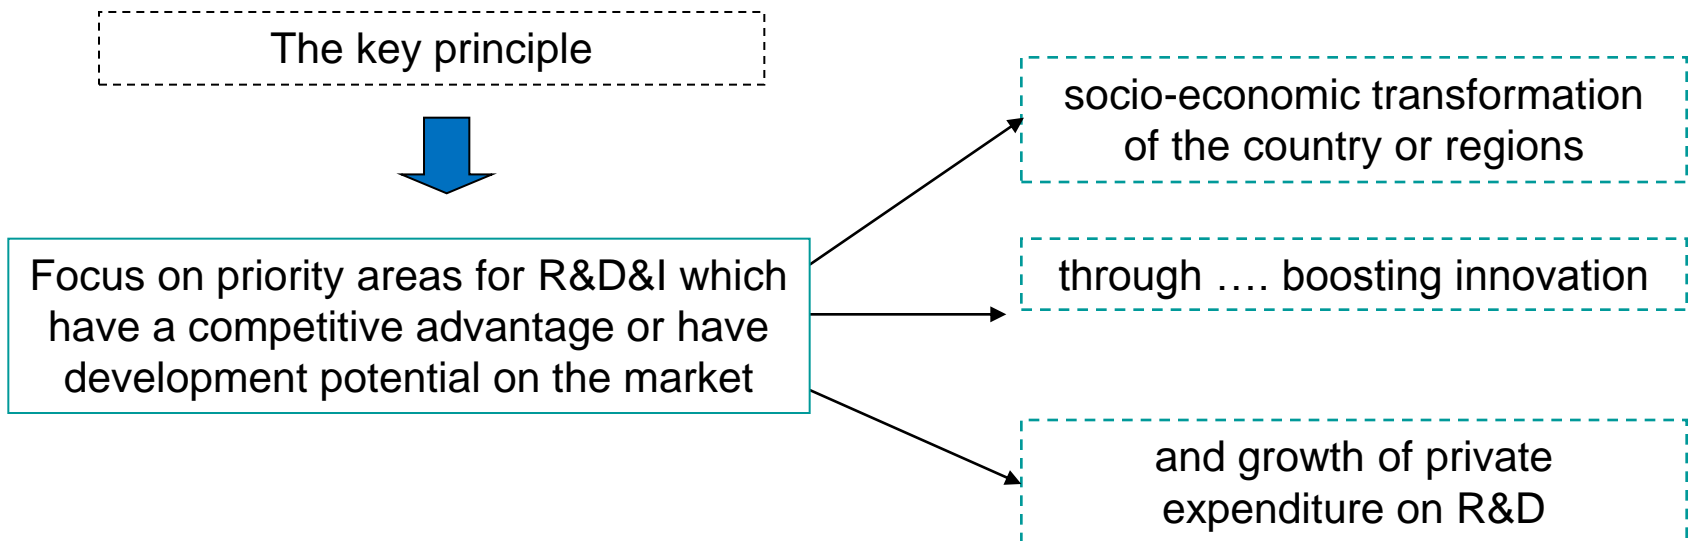 The key principle
Focus on priority areas for R&D&I which
have a competitive advantage or have
development potential on the market
socio-economic transformation
of the country or regions
through …. boosting innovation
and growth of private
expenditure on R&D